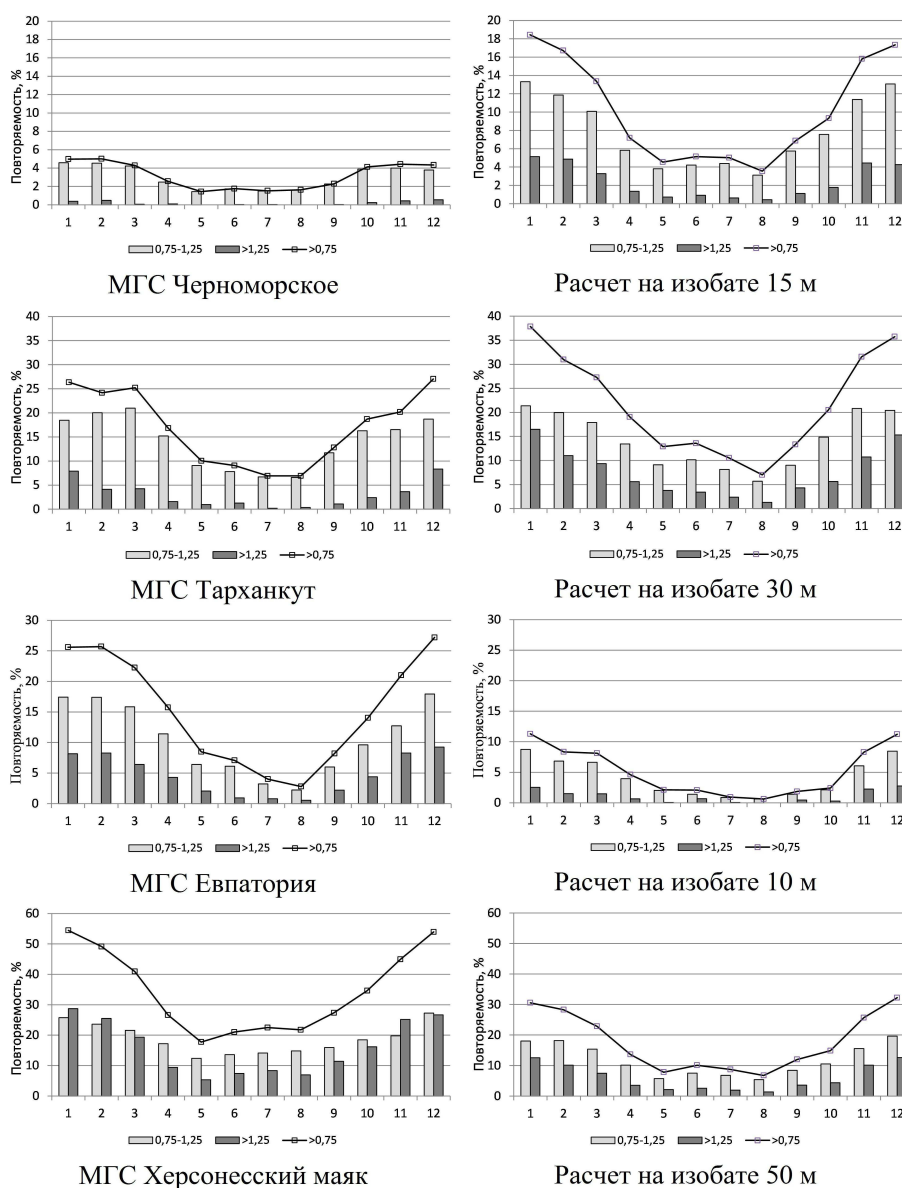 20
18
16
14
12
10
8
6
4
2
0
Повторяемость, %
1 2 3 4 5 6 7 8 9 10 11 12
0,75-1,25 >1,25 >0,75
МГС Черноморское
20
18
16
14
12
10
8
6
4
2
0
Повторяемость, %
1 2 3 4 5 6 7 8 9 10 11 12
0,75-1,25 >1,25 >0,75
Расчет на изобате 15 м
40
35
30
25
20
15
10
5
0
Повторяемость, %
1 2 3 4 5 6 7 8 9 10 11 12
0,75-1,25 >1,25 >0,75
МГС Тарханкут
40
35
30
25
20
15
10
5
0
Повторяемость, %
1 2 3 4 5 6 7 8 9 10 11 12
0,75-1,25 >1,25 >0,75
Расчет на изобате 30 м
30
25
20
15
10
5
0
Повторяемость, %
1 2 3 4 5 6 7 8 9 10 11 12
0,75-1,25 >1,25 >0,75
МГС Евпатория
30
25
20
15
10
5
0
Повторяемость, %
1 2 3 4 5 6 7 8 9 10 11 12
0,75-1,25 >1,25 >0,75
Расчет на изобате 10 м
60
50
40
30
20
10
0
Повторяемость, %
1 2 3 4 5 6 7 8 9 10 11 12
0,75-1,25 >1,25 >0,75
МГС Херсонесский маяк
60
50
40
30
20
10
0
Повторяемость, %
1 2 3 4 5 6 7 8 9 10 11 12
0,75-1,25 >1,25 >0,75
Расчет на изобате 50 м